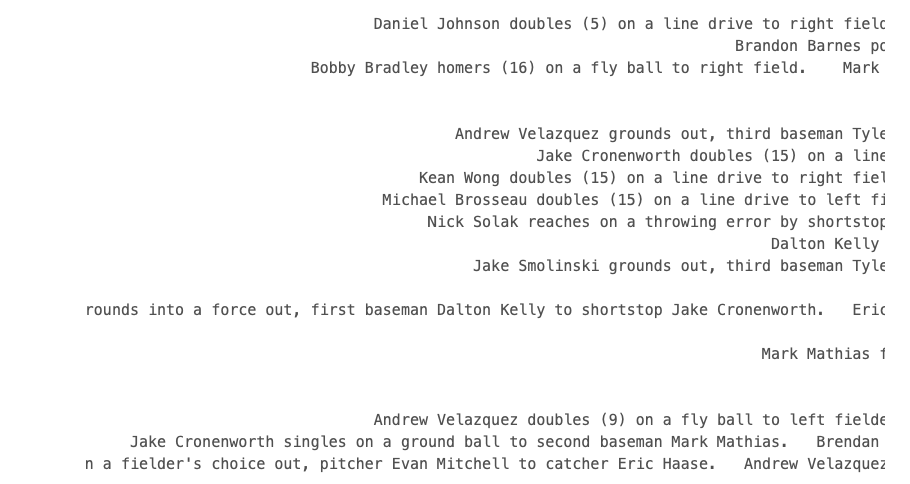 Daniel Johnson doubles (5) on a line drive to right field
Brandon Barnes po
Bobby Bradley homers (16) on a fly ball to right field. Mark
Andrew Velazquez grounds out, third baseman Tyle
Jake Cronenworth doubles (15) on a line
Kean Wong doubles (15) on a line drive to right fiel
Michael Brosseau doubles (15) on a line drive to left fi
Nick Solak reaches on a throwing error by shortstop
Dalton Kelly
Jake Smolinski grounds out, third baseman Tyle
rounds into a force out, first baseman Dalton Kelly to shortstop Jake Cronenworth. Eric
Mark Mathias f
Andrew Velazquez doubles (9) on a fly ball to left fielde
Jake Cronenworth singles on a ground ball to second baseman Mark Mathias. Brendan
n a fielder's choice out, pitcher Evan Mitchell to catcher Eric Haase. Andrew Velazquez